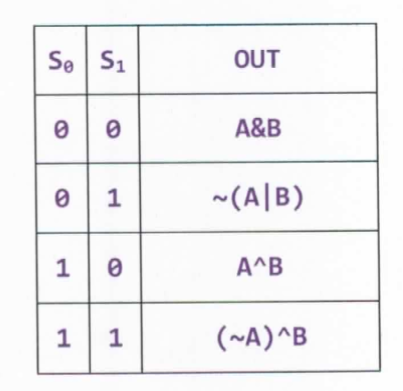 S₀ S₁ OUT
0 0 A&B
0 1 ~(A|B)
1 0 A^B
1 1 (~A)^B